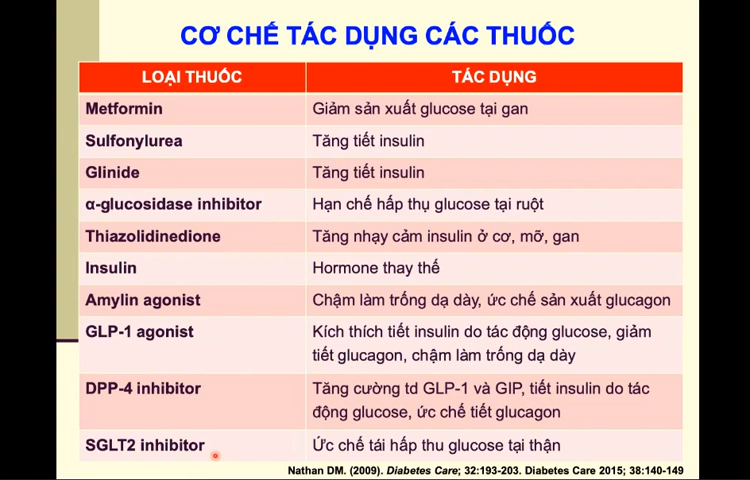 CƠ CHẾ TÁC DỤNG CÁC THUỐC
LOẠI THUỐC TÁC DỤNG
Metformin Giảm sản xuất glucose tại gan
Sulfonylurea Tăng tiết insulin
Glinide Tăng tiết insulin
α-glucosidase inhibitor Hạn chế hấp thụ glucose tại ruột
Thiazolidinedione Tăng nhạy cảm insulin ở cơ, mỡ, gan
Insulin Hormone thay thế
Amylin agonist Chậm làm trống dạ dày, ức chế sản xuất glucagon
GLP-1 agonist Kích thích tiết insulin do tác động glucose, giảm
tiết glucagon, chậm làm trống dạ dày
DPP-4 inhibitor Tăng cường td GLP-1 và GIP, tiết insulin do tác
động glucose, ức chế tiết glucagon
SGLT2 inhibitor Ức chế tái hấp thu glucose tại thận
Nathan DM. (2009). Diabetes Care; 32:193-203. Diabetes Care 2015; 38:140-149